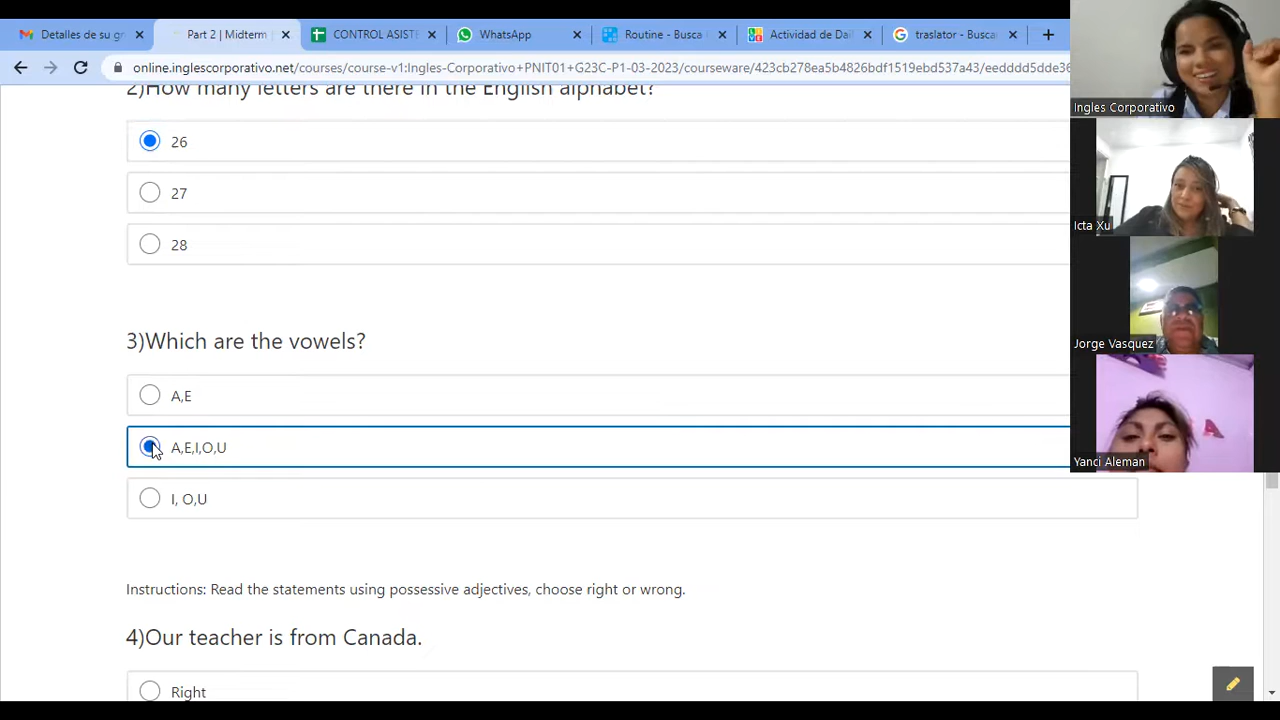 Detalles de su gr
Part 2 | Midterm
CONTROL ASIST
WhatsApp
Routine - Busca
Actividad de Dai
traslator - Busca
online.inglescorporativo.net/courses/course-v1:Ingles-Corporativo+PNIT01+G23C-P1-03-2023/courseware/423cb278ea5b4826bdf1519ebd537a43/eedddd5dde36
Ingles Corporativo
Icta Xu
Jorge Vasquez
Yanci Aleman
2)How many letters are there in the English alphabet?
26
27
28
3)Which are the vowels?
A,E
A,E,I,O,U
I, O,U
Instructions: Read the statements using possessive adjectives, choose right or wrong.
4)Our teacher is from Canada.
Right